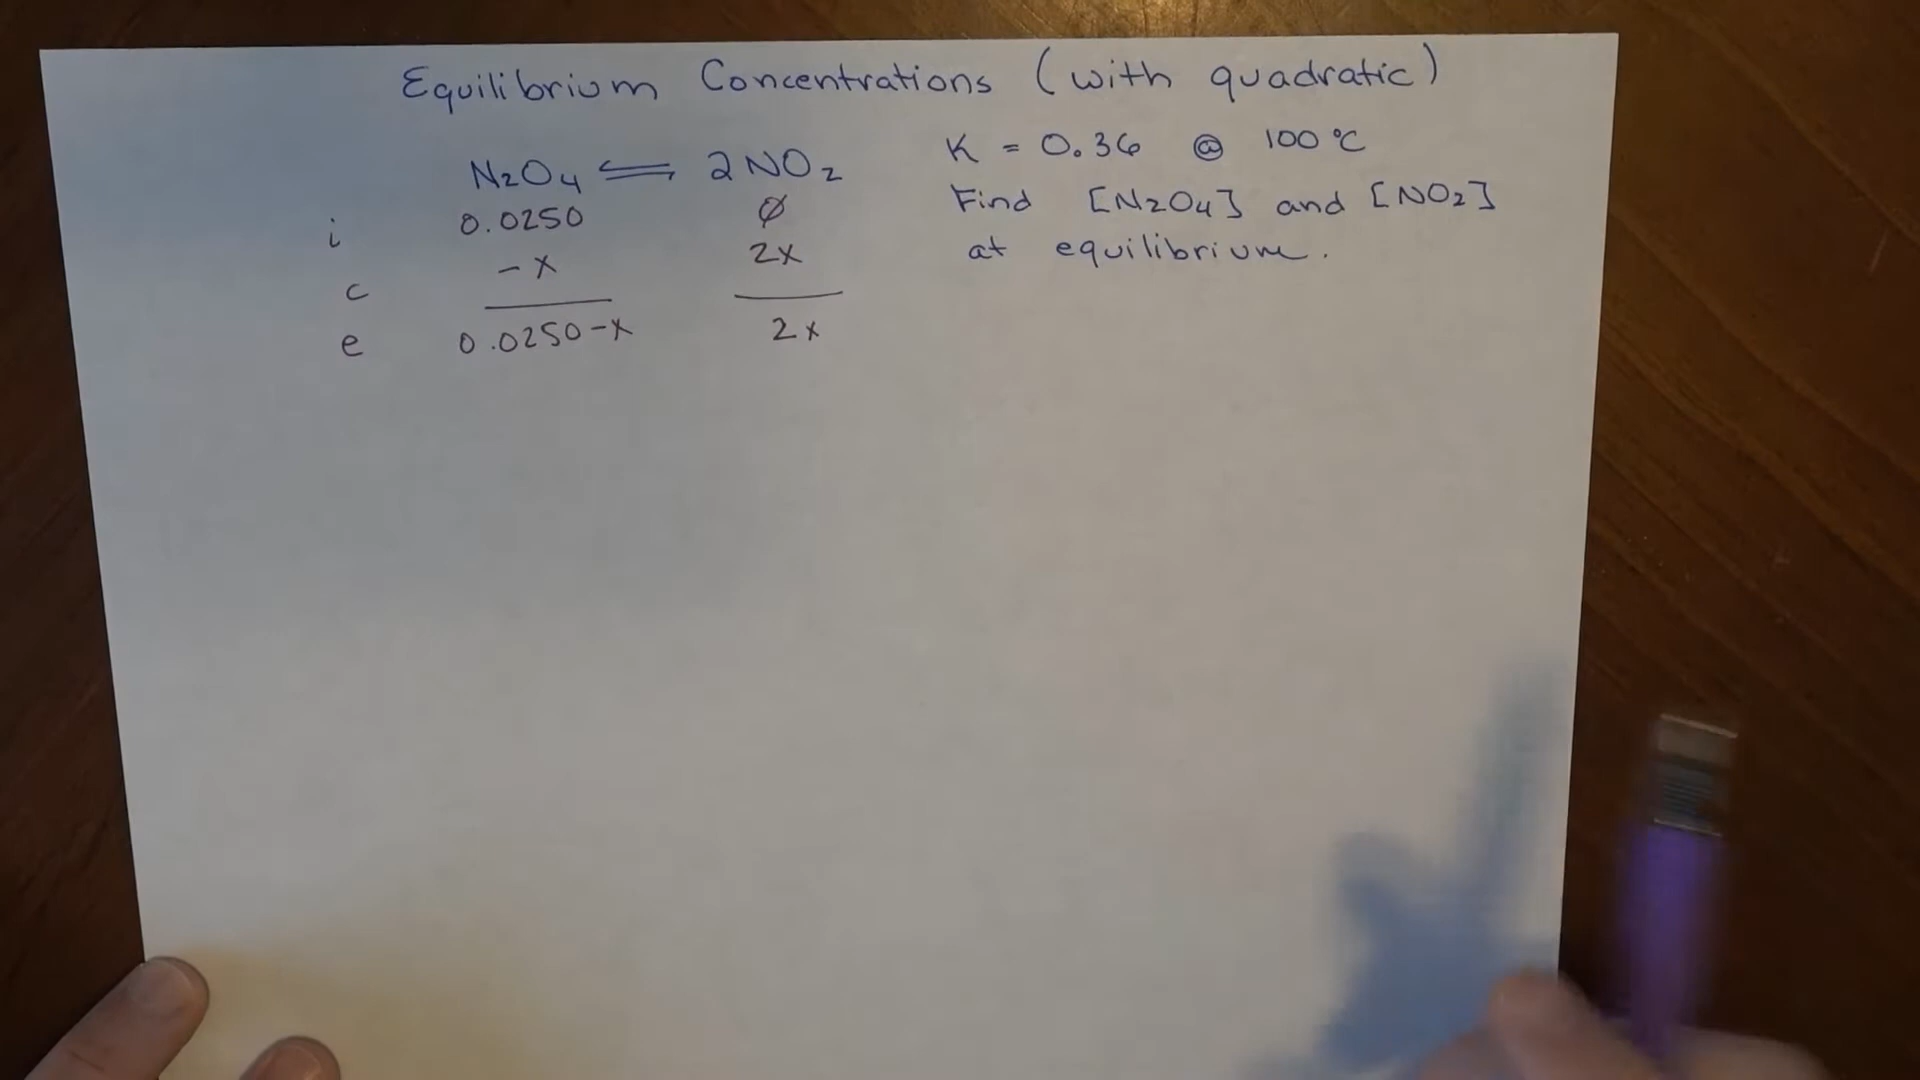 Equilibrium Concentrations (with quadratic)
N₂O₄ ⇌ 2NO₂
K = 0.36 @ 100 °C
i 0.0250 Ø
Find [N₂O₄] and [NO₂]
c -x 2x
at equilibrium.
e 0.0250-x 2x